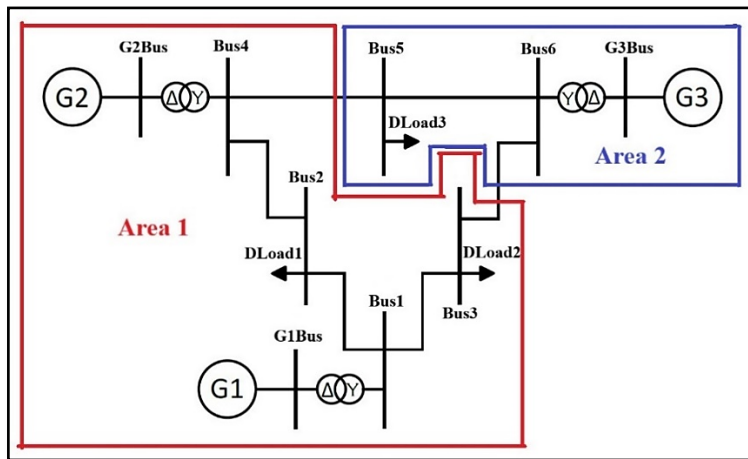 G2Bus
Bus4
Bus5
Bus6
G3Bus
G2
Δ Y
Y Δ
G3
DLoad3
Area 2
Bus2
Area 1
DLoad1
DLoad2
Bus1
Bus3
G1Bus
G1
Δ Y